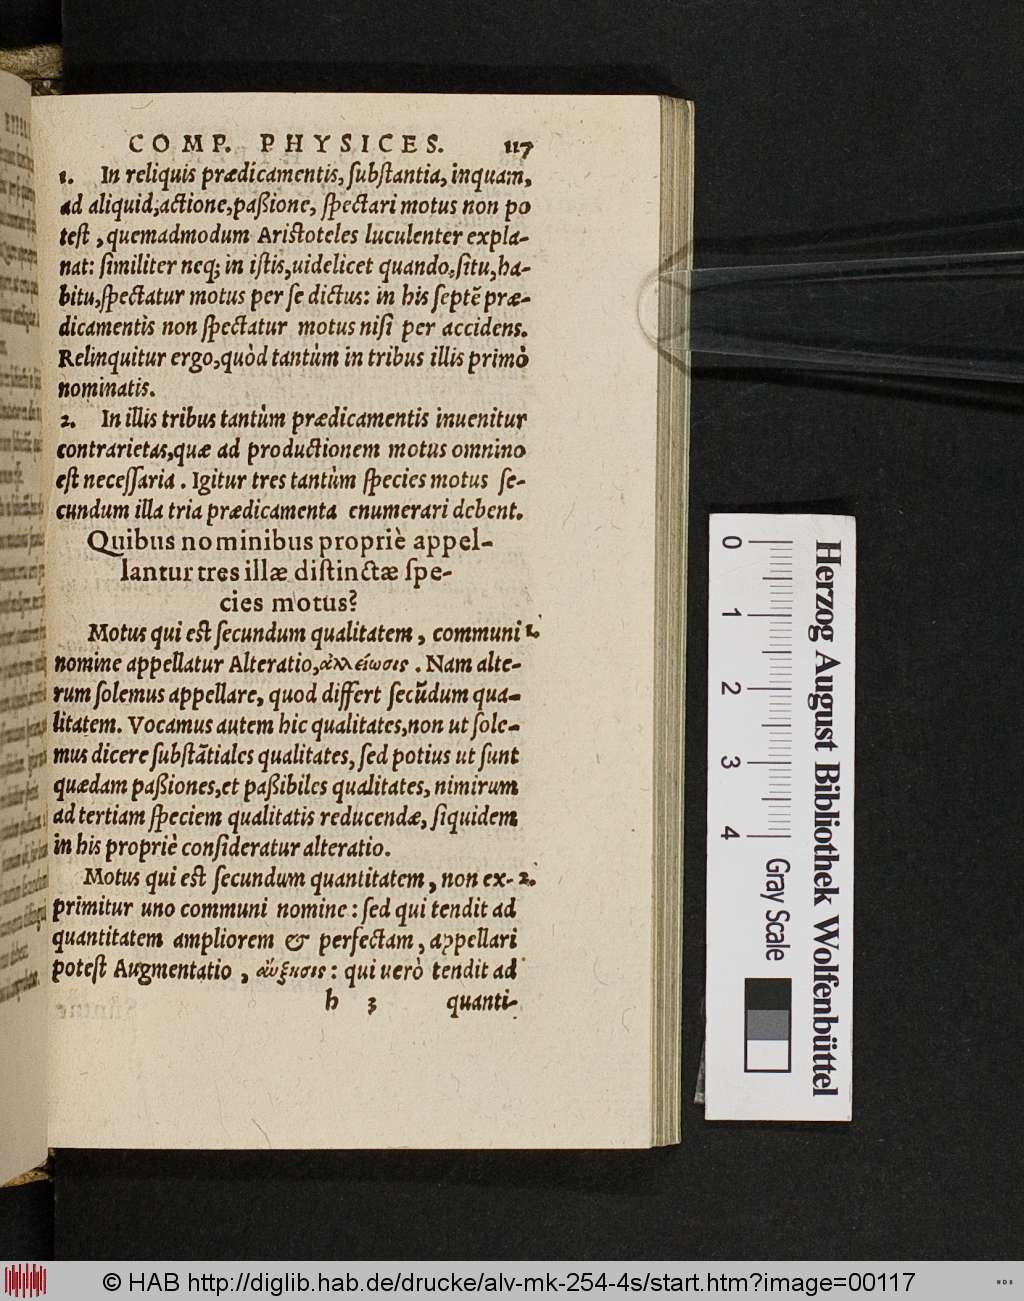 COMP. PHYSICES. 117
1. In reliquis prædicamentis, ſubſtantia, inquam,
ad aliquid, actione, paßione, ſpectari motus non po
teſt, quemadmodum Ariſtoteles luculenter expla-
nat: ſimiliter neq; in iſtis, uidelicet quando, ſitu, ha-
bitu, ſpectatur motus per ſe dictus: in his ſeptē præ-
dicamentis non ſpectatur motus niſi per accidens.
Relinquitur ergo, quòd tantùm in tribus illis primò
nominatis.
2. In illis tribus tantùm prædicamentis inuenitur
contrarietas, quæ ad productionem motus omnino
eſt neceſſaria. Igitur tres tantùm ſpecies motus ſe-
cundum illa tria prædicamenta enumerari debent.
Quibus nominibus propriè appel-
lantur tres illæ diſtinctæ ſpe-
cies motus?
Motus qui eſt ſecundum qualitatem, communi 1.
nomine appellatur Alteratio, ἀλλείωσις. Nam alte-
rum ſolemus appellare, quod differt ſecūdum qua-
litatem. Vocamus autem hic qualitates, non ut ſole-
mus dicere ſubſtātiales qualitates, ſed potius ut ſunt
quædam paßiones, et paßibiles qualitates, nimirum
ad tertiam ſpeciem qualitatis reducendæ, ſiquidem
in his propriè conſideratur alteratio.
Motus qui eſt ſecundum quantitatem, non ex- 2.
primitur uno communi nomine: ſed qui tendit ad
quantitatem ampliorem & perfectam, appellari
poteſt Augmentatio, αὔξησις: qui uerò tendit ad
h 3 quanti-
0 1 2 3 4
Gray Scale
Herzog August Bibliothek Wolfenbüttel
© HAB http://diglib.hab.de/drucke/alv-mk-254-4s/start.htm?image=00117